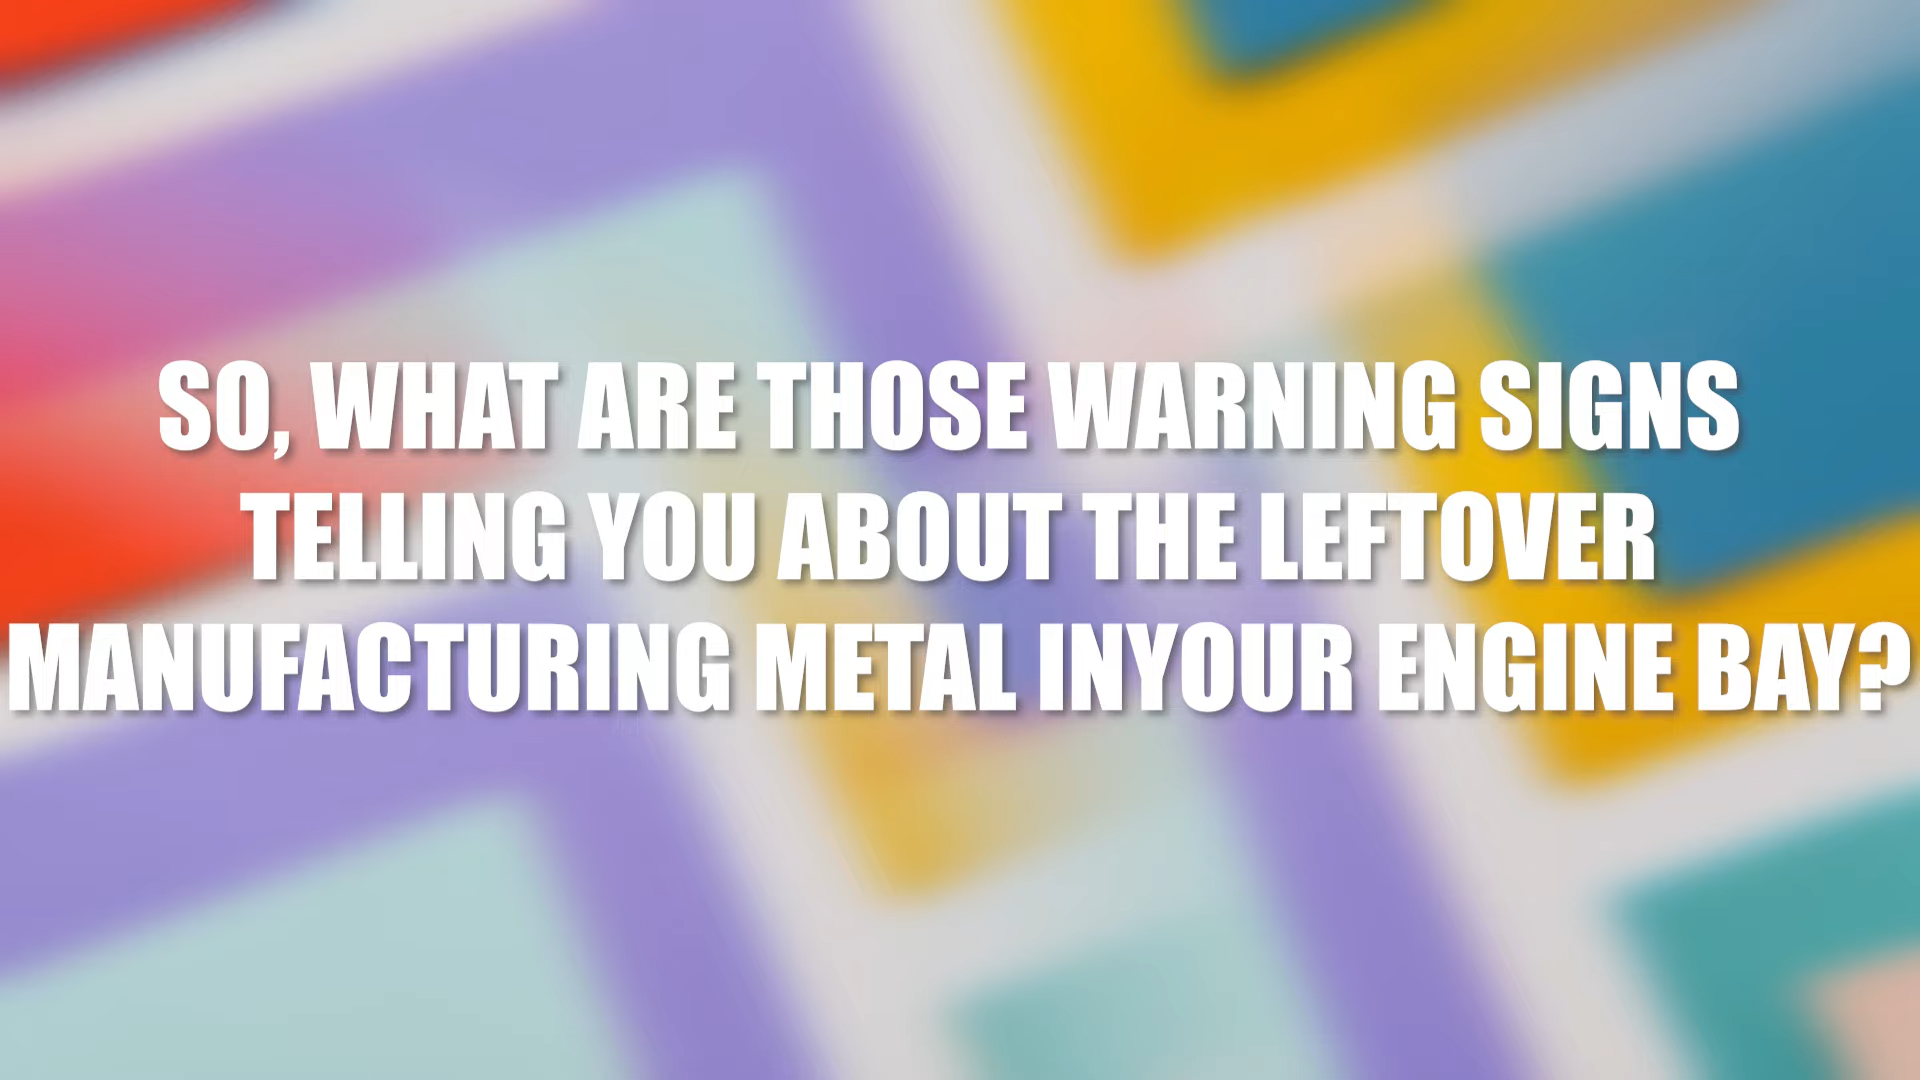 SO, WHAT ARE THOSE WARNING SIGNS
TELLING YOU ABOUT THE LEFTOVER
MANUFACTURING METAL INYOUR ENGINE BAY?